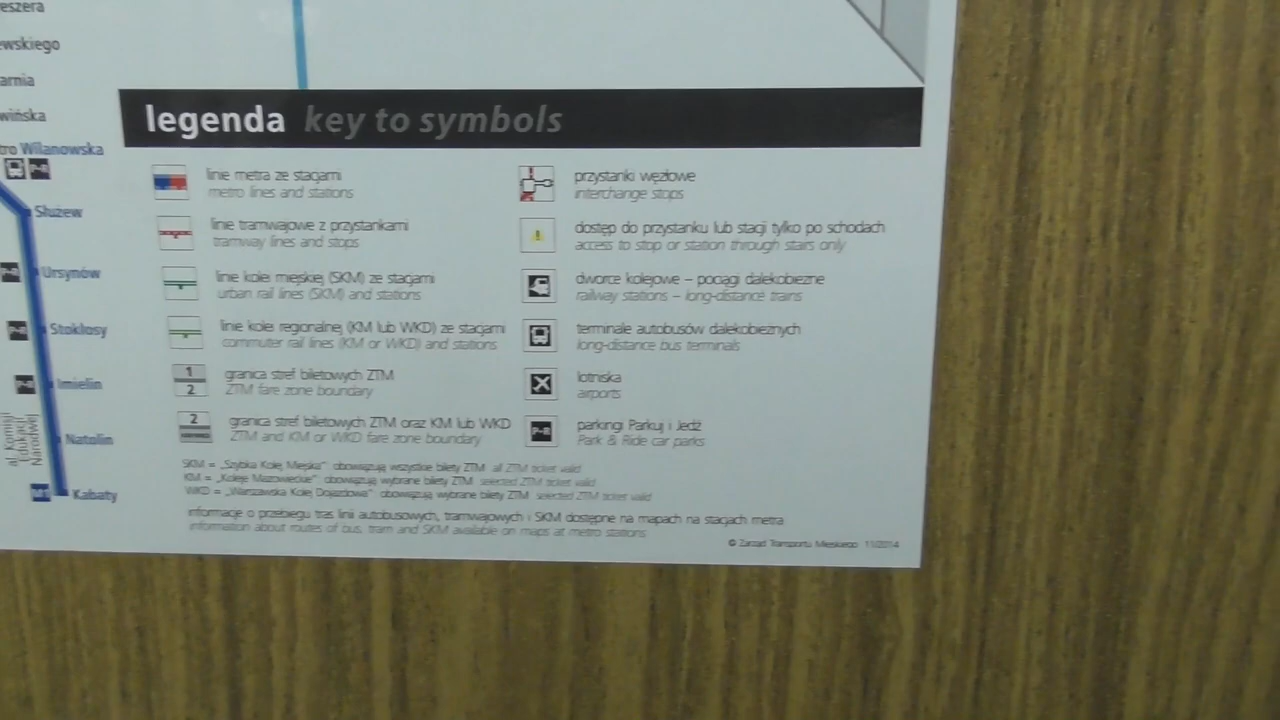 eszera
ewskiego
arnia
wińska
tro Wilanowska
P+R
Służew
P+R
Ursynów
P+R
Stokłosy
P+R
Imielin
al. Komisji
Edukacji
Narodowej
Natolin
M1 Kabaty
legenda key to symbols
linie metra ze stacjami
metro lines and stations
linie tramwajowe z przystankami
tramway lines and stops
linie kolei miejskiej (SKM) ze stacjami
urban rail lines (SKM) and stations
linie kolei regionalnej (KM lub WKD) ze stacjami
commuter rail lines (KM or WKD) and stations
1
2
granica stref biletowych ZTM
ZTM fare zone boundary
2
granica stref biletowych ZTM oraz KM lub WKD
ZTM and KM or WKD fare zone boundary
przystanki węzłowe
interchange stops
!
dostęp do przystanku lub stacji tylko po schodach
access to stop or station through stairs only
dworce kolejowe – pociągi dalekobieżne
railway stations – long-distance trains
terminale autobusów dalekobieżnych
long-distance bus terminals
lotniska
airports
P+R
parkingi Parkuj i Jedź
Park & Ride car parks
SKM = „Szybka Kolej Miejska” obowiązują wszystkie bilety ZTM all ZTM ticket valid
KM = „Koleje Mazowieckie” obowiązują wybrane bilety ZTM selected ZTM ticket valid
WKD = „Warszawska Kolej Dojazdowa” obowiązują wybrane bilety ZTM selected ZTM ticket valid
informacje o przebiegu tras linii autobusowych, tramwajowych i SKM dostępne na mapach na stacjach metra
information about routes of bus, tram and SKM available on maps at metro stations
© Zarząd Transportu Miejskiego 11/2014